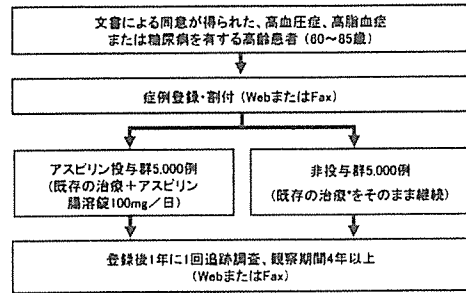 文書による同意が得られた、高血圧症、高脂血症
または糖尿病を有する高齢患者（60～85歳）
症例登録・割付（WebまたはFax）
アスピリン投与群5,000例
（既存の治療＋アスピリン
腸溶錠100mg／日）
非投与群5,000例
（既存の治療*をそのまま継続）
登録後1年に1回追跡調査、観察期間4年以上
（WebまたはFax）